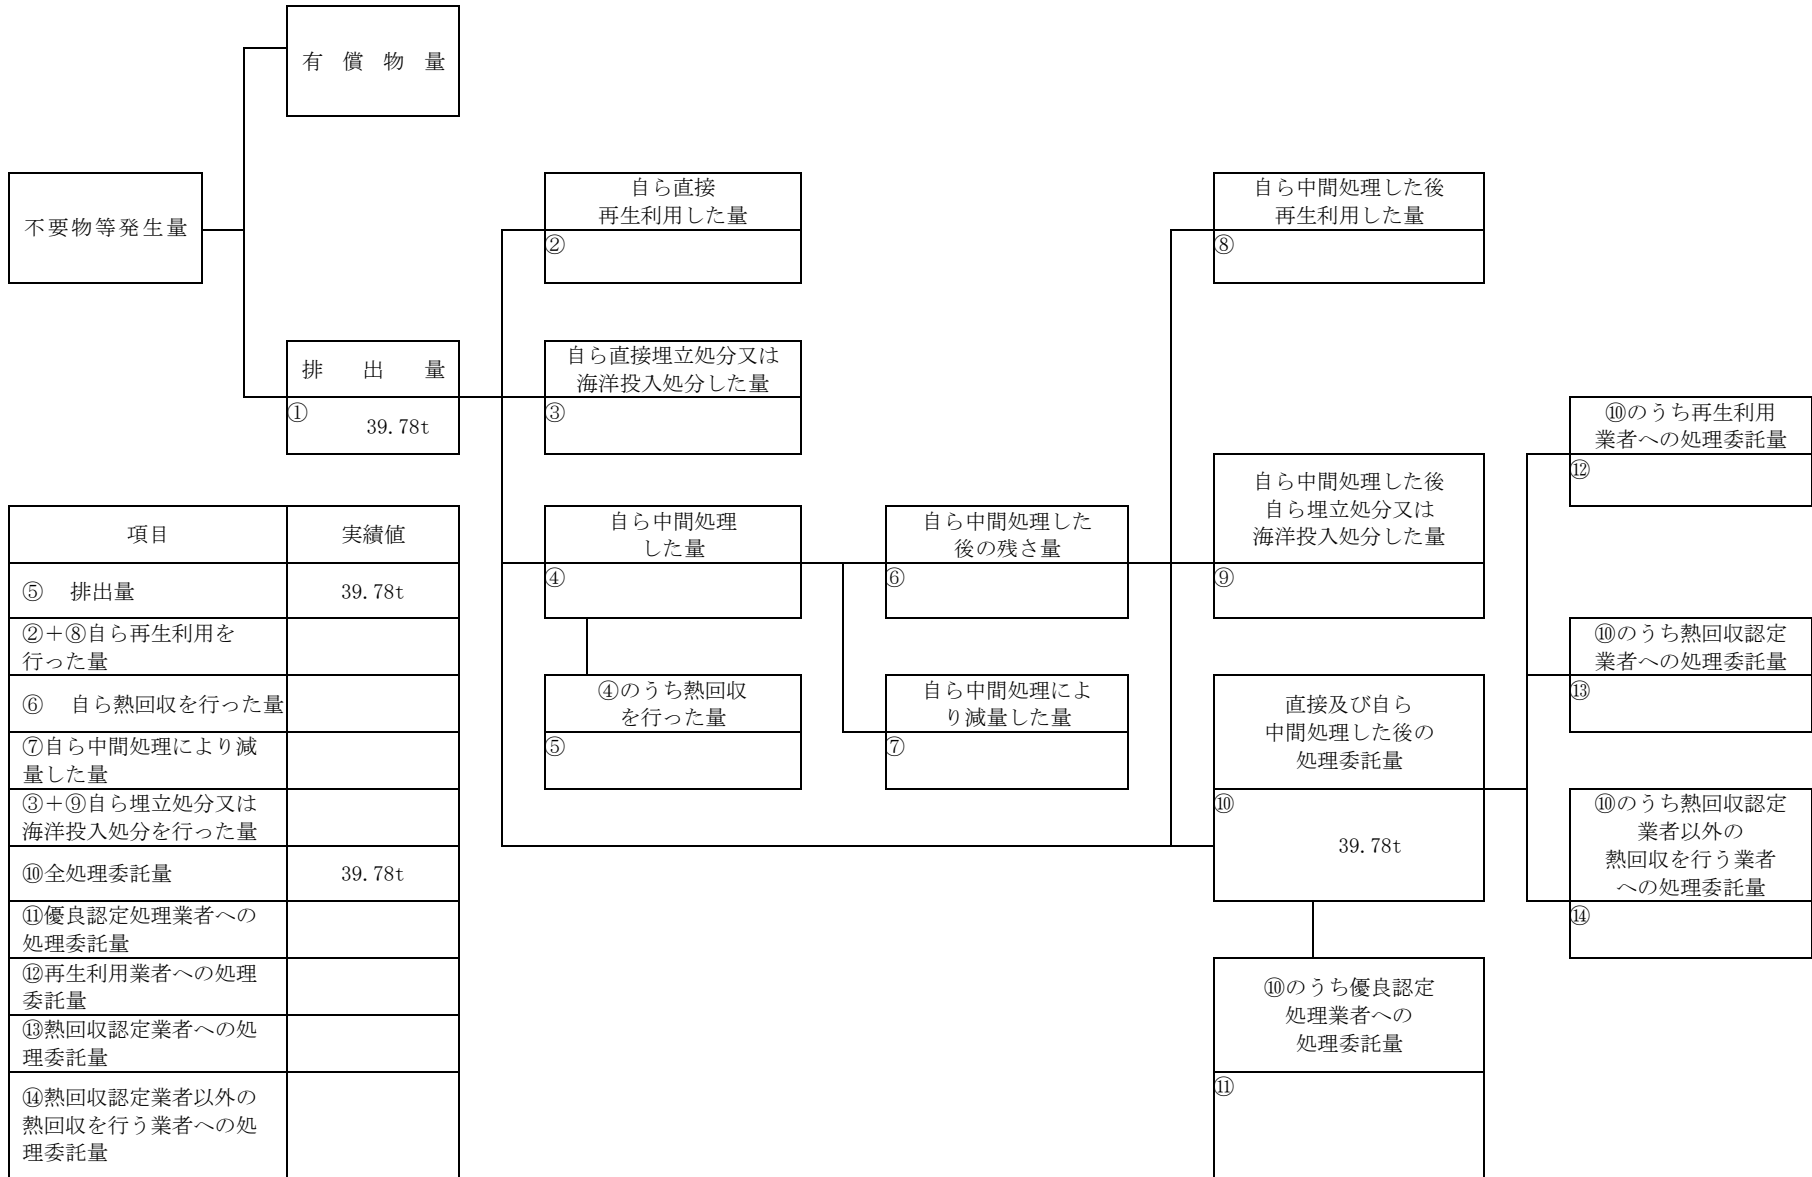 有 償 物 量
不要物等発生量
自ら直接
再生利用した量
②
自ら中間処理した後
再生利用した量
⑧
排 出 量
①
39.78t
自ら直接埋立処分又は
海洋投入処分した量
③
⑩のうち再生利用
業者への処理委託量
⑫
自ら中間処理
した量
④
自ら中間処理した
後の残さ量
⑥
自ら中間処理した後
自ら埋立処分又は
海洋投入処分した量
⑨
④のうち熱回収
を行った量
⑤
自ら中間処理によ
り減量した量
⑦
直接及び自ら
中間処理した後の
処理委託量
⑩
39.78t
⑩のうち熱回収認定
業者への処理委託量
⑬
⑩のうち熱回収認定
業者以外の
熱回収を行う業者
への処理委託量
⑭
⑩のうち優良認定
処理業者への
処理委託量
⑪
項目 実績値
⑤ 排出量 39.78t
②+⑧自ら再生利用を
行った量
⑥ 自ら熱回収を行った量
⑦自ら中間処理により減
量した量
③+⑨自ら埋立処分又は
海洋投入処分を行った量
⑩全処理委託量 39.78t
⑪優良認定処理業者への
処理委託量
⑫再生利用業者への処理
委託量
⑬熱回収認定業者への処
理委託量
⑭熱回収認定業者以外の
熱回収を行う業者への処
理委託量